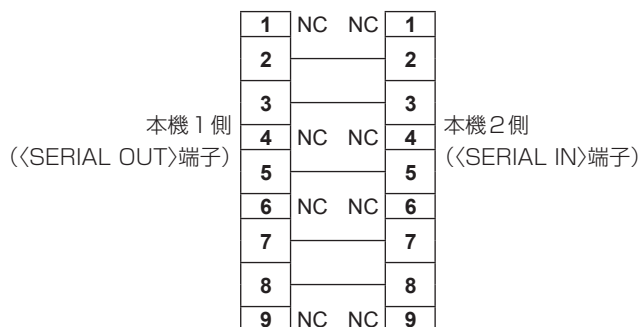 1 NC NC 1
2 2
3 3
本機1側
(〈SERIAL OUT〉端子)
4 NC NC 4
本機2側
(〈SERIAL IN〉端子)
5 5
6 NC NC 6
7 7
8 8
9 NC NC 9